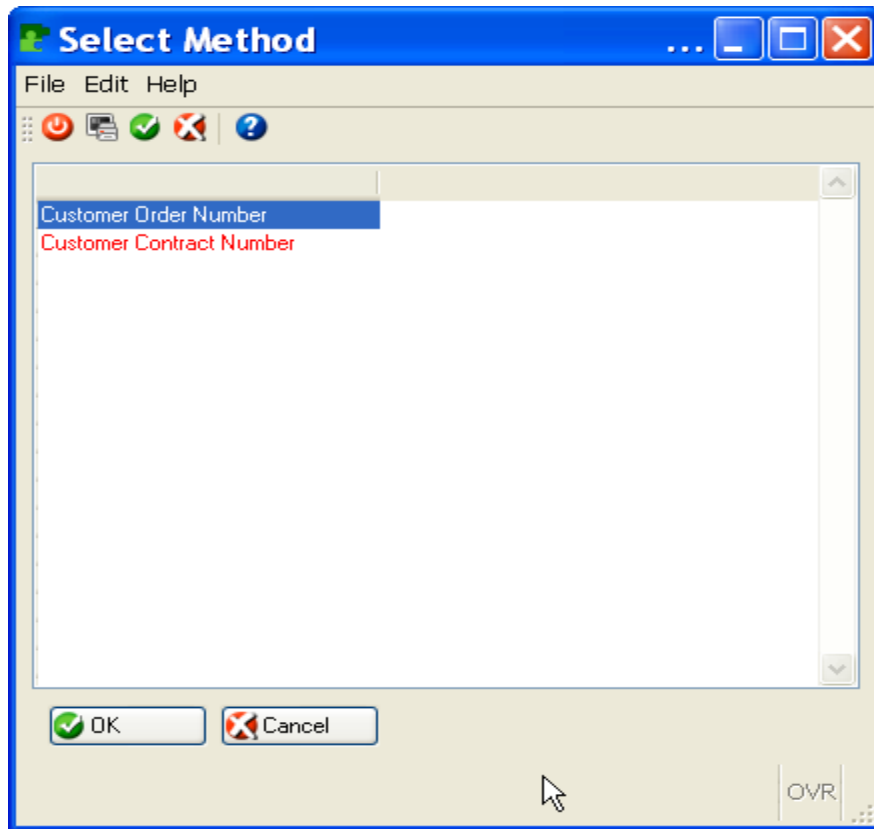 Select Method ...
File Edit Help
Customer Order Number
Customer Contract Number
OK Cancel
OVR